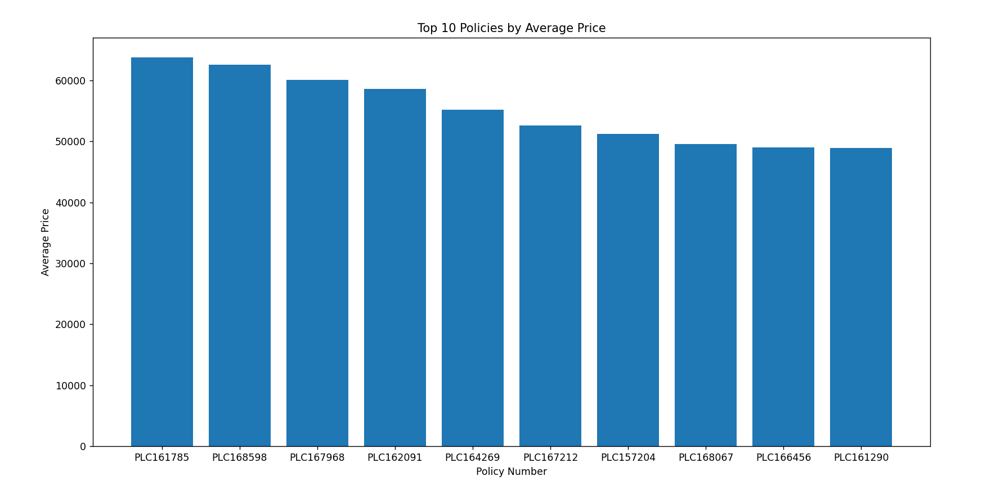 Top 10 Policies by Average Price
60000
50000
40000
30000
20000
10000
0
Average Price
PLC161785 PLC168598 PLC167968 PLC162091 PLC164269 PLC167212 PLC157204 PLC168067 PLC166456 PLC161290
Policy Number